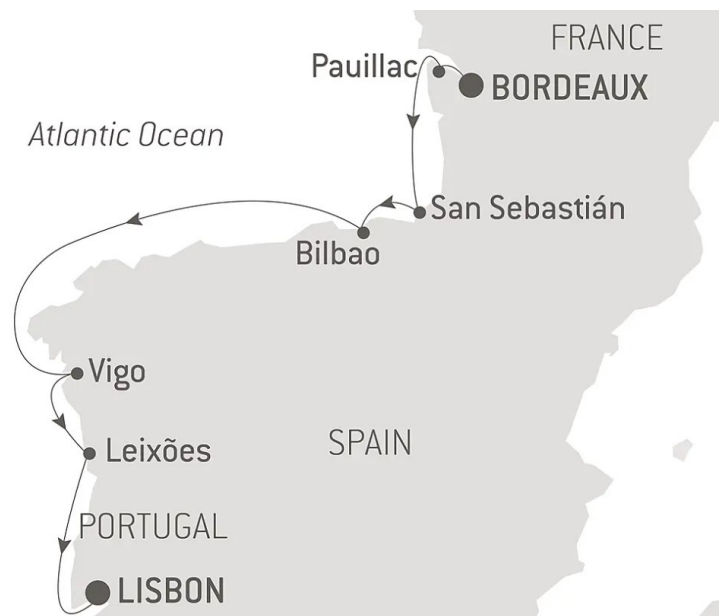 FRANCE
Pauillac
BORDEAUX
Atlantic Ocean
San Sebastián
Bilbao
Vigo
Leixões
SPAIN
PORTUGAL
LISBON